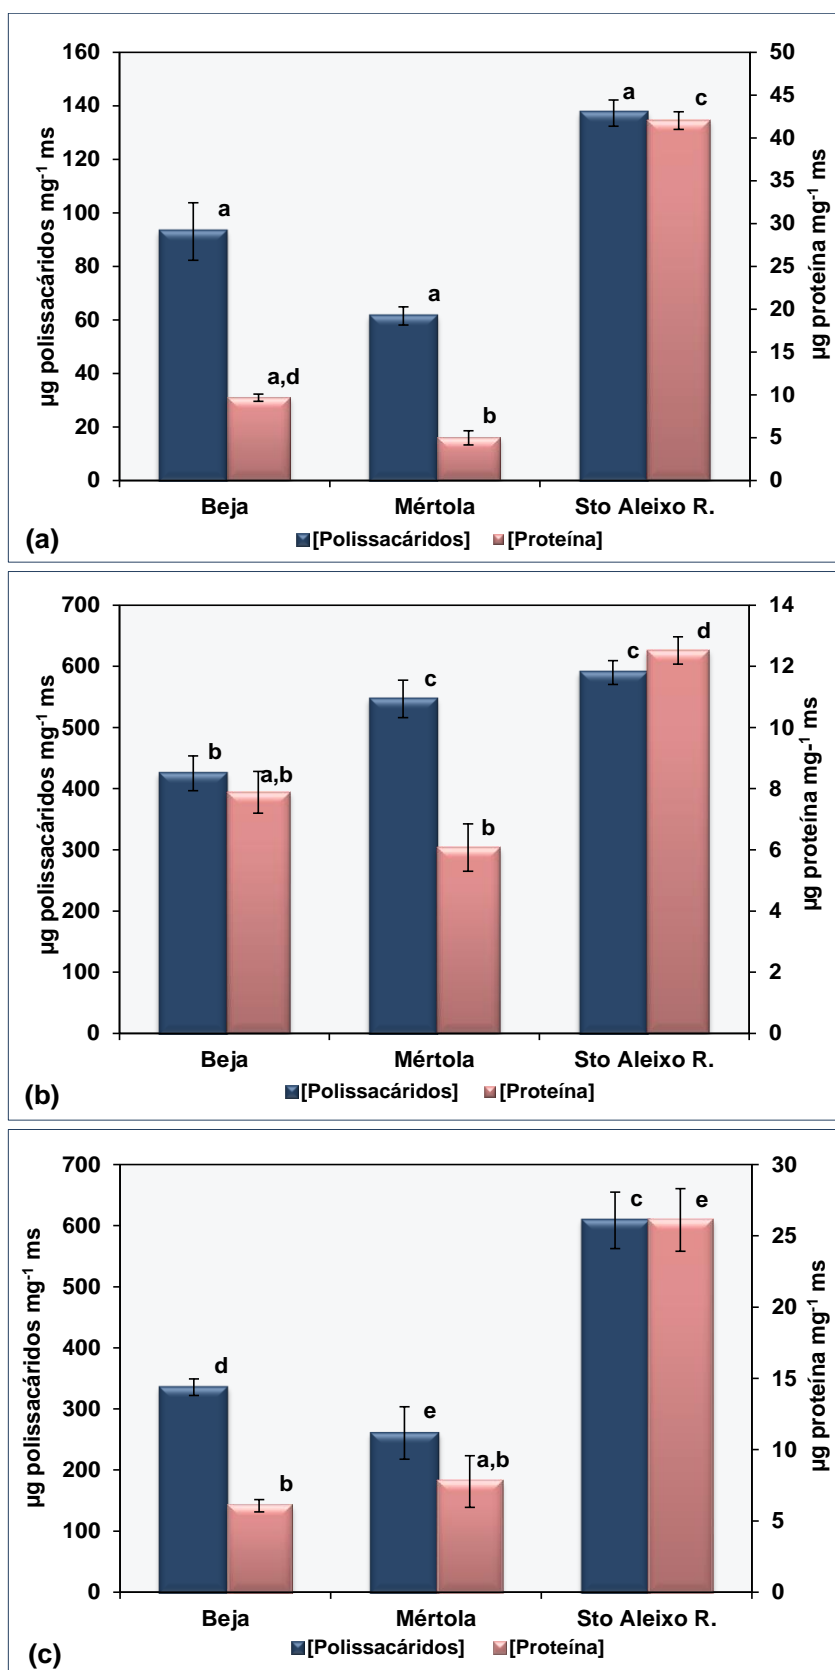 µg polissacáridos mg-1 ms
160
140
120
100
80
60
40
20
0
a
a,d
a
b
a
c
50
45
40
35
30
25
20
15
10
5
0
µg proteína mg-1 ms
Beja Mértola Sto Aleixo R.
(a)
[Polissacáridos] [Proteína]
µg polissacáridos mg-1 ms
700
600
500
400
300
200
100
0
b
a,b
c
b
c
d
14
12
10
8
6
4
2
0
µg proteína mg-1 ms
Beja Mértola Sto Aleixo R.
(b)
[Polissacáridos] [Proteína]
µg polissacáridos mg-1 ms
700
600
500
400
300
200
100
0
d
b
e
a,b
c
e
30
25
20
15
10
5
0
µg proteína mg-1 ms
Beja Mértola Sto Aleixo R.
(c)
[Polissacáridos] [Proteína]